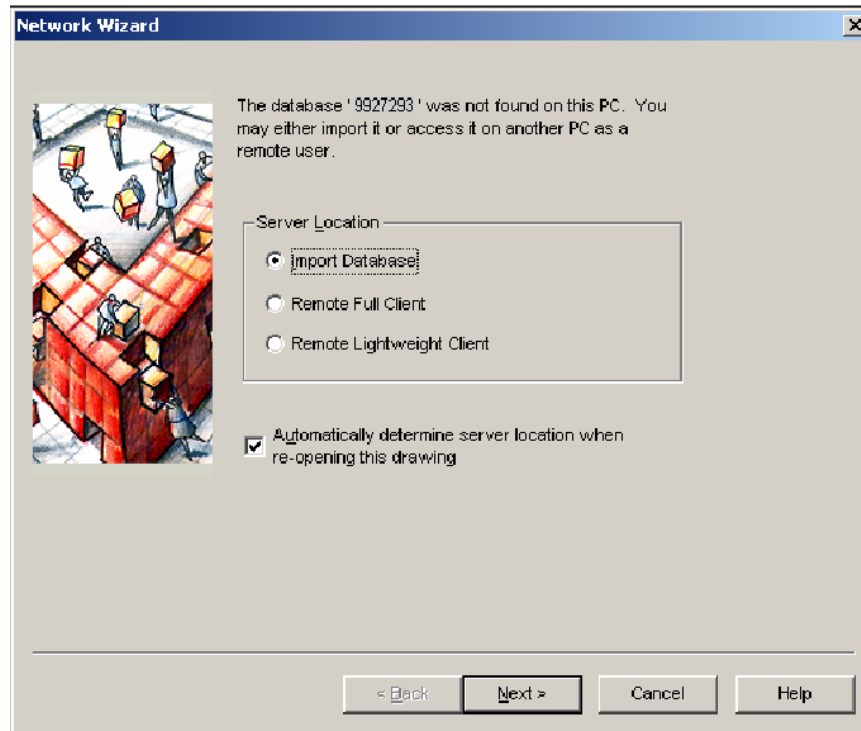 Network Wizard
The database '9927293' was not found on this PC. You
may either import it or access it on another PC as a
remote user.
Server Location
Import Database
Remote Full Client
Remote Lightweight Client
Automatically determine server location when
re-opening this drawing
< Back
Next >
Cancel
Help